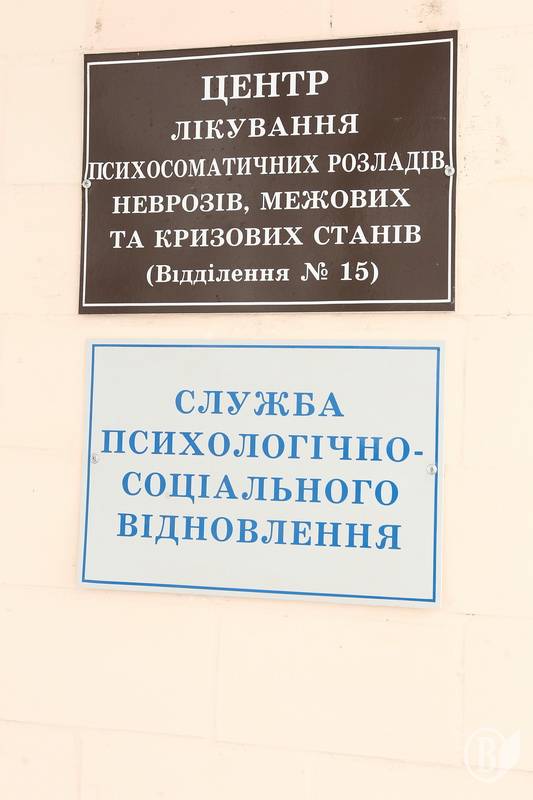 ЦЕНТР
ЛІКУВАННЯ
ПСИХОСОМАТИЧНИХ РОЗЛАДІВ,
НЕВРОЗІВ, МЕЖОВИХ
ТА КРИЗОВИХ СТАНІВ
(Відділення № 15)
СЛУЖБА
ПСИХОЛОГІЧНО-
СОЦІАЛЬНОГО
ВІДНОВЛЕННЯ